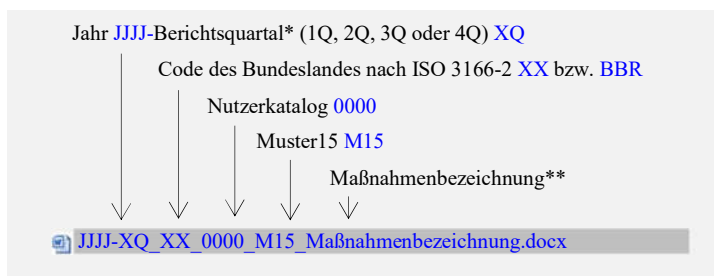 Jahr JJJJ-Berichtsquartal* (1Q, 2Q, 3Q oder 4Q) XQ
Code des Bundeslandes nach ISO 3166-2 XX bzw. BBR
Nutzerkatalog 0000
Muster15 M15
Maßnahmenbezeichnung**
JJJJ-XQ_XX_0000_M15_Maßnahmenbezeichnung.docx